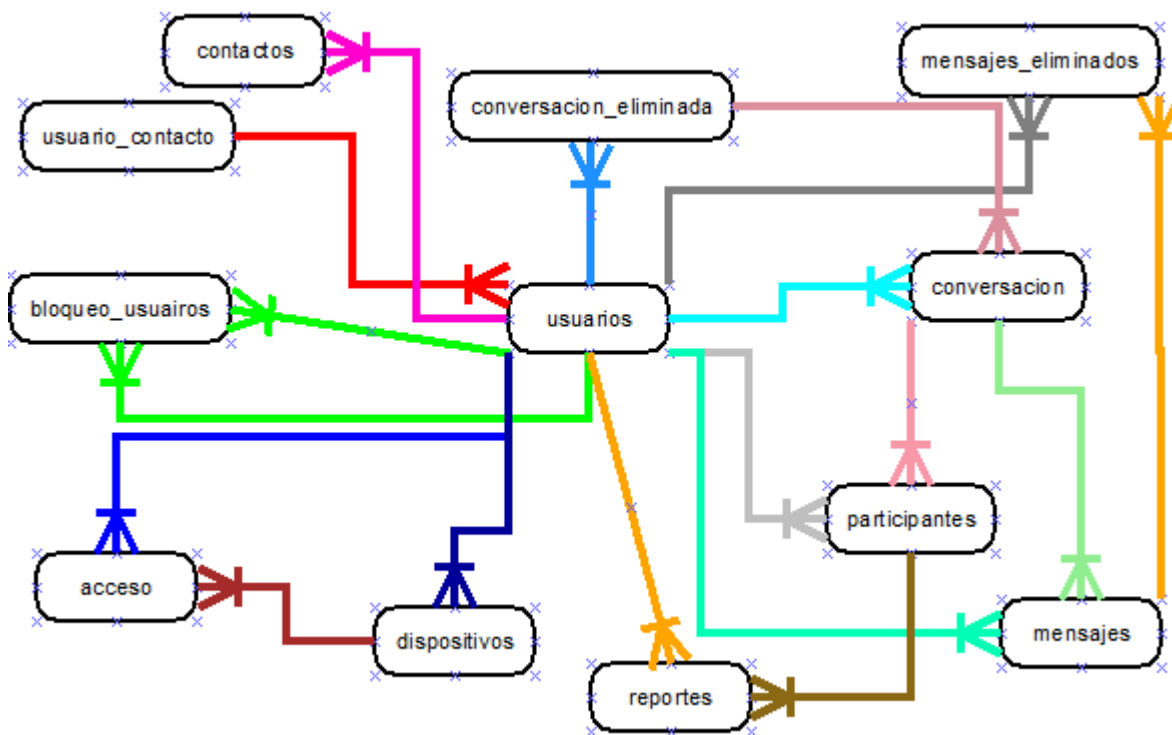 contactos
mensajes_eliminados
conversacion_eliminada
usuario_contacto
conversacion
bloqueo_usuairos
usuarios
participantes
acceso
mensajes
dispositivos
reportes